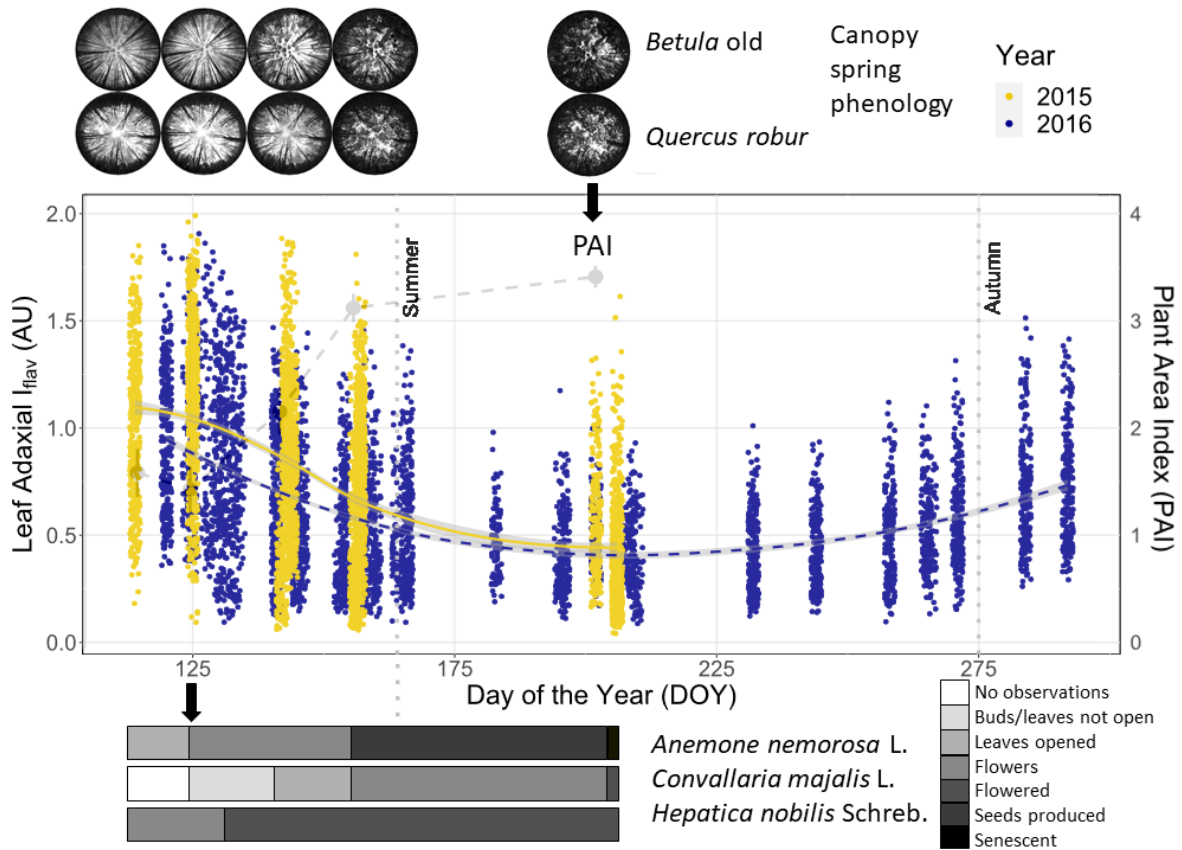 Betula old
Quercus robur
Canopy
spring
phenology
Year
2015
2016
2.0
1.5
1.0
0.5
0.0
Leaf Adaxial Iflav (AU)
PAI
Summer
Autumn
4
3
2
1
0
Plant Area Index (PAI)
125
175
225
275
Day of the Year (DOY)
Anemone nemorosa L.
Convallaria majalis L.
Hepatica nobilis Schreb.
No observations
Buds/leaves not open
Leaves opened
Flowers
Flowered
Seeds produced
Senescent